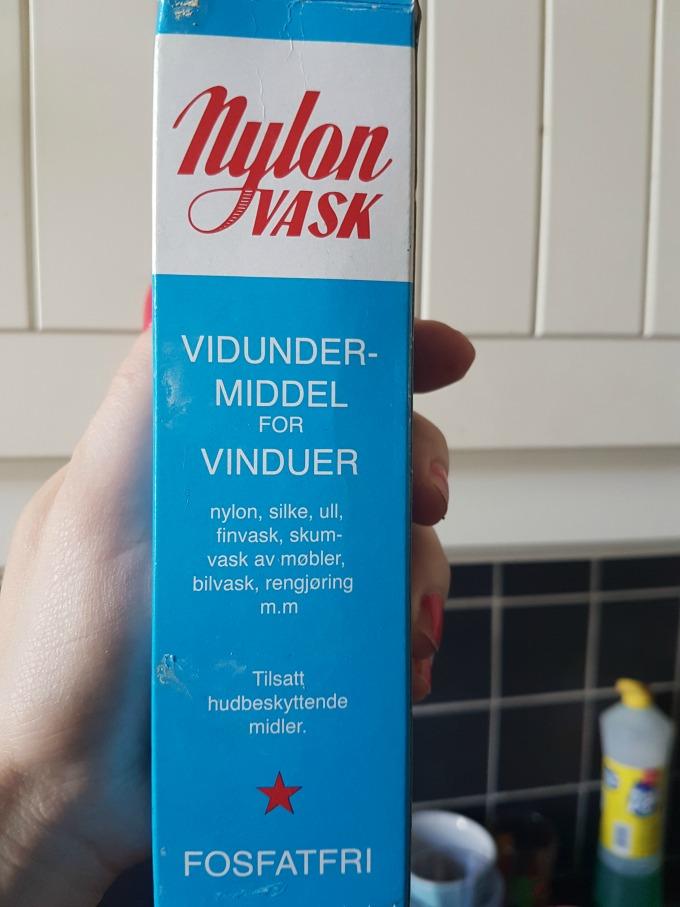 Nylon
VASK
VIDUNDER-
MIDDEL
FOR
VINDUER
nylon, silke, ull,
finvask, skum-
vask av møbler,
bilvask, rengjøring
m.m
Tilsatt
hudbeskyttende
midler.
FOSFATFRI